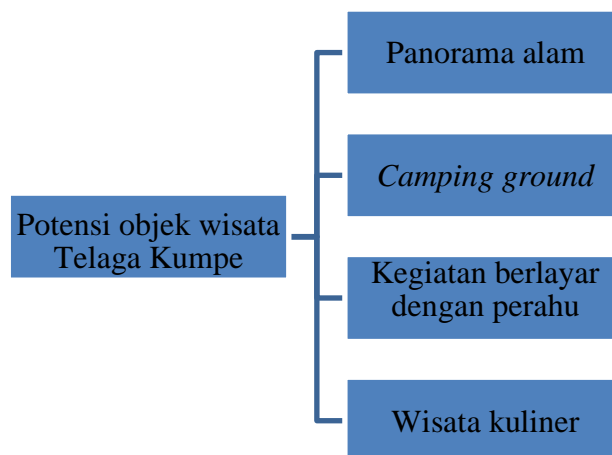 Potensi objek wisata
Telaga Kumpe
Panorama alam
Camping ground
Kegiatan berlayar
dengan perahu
Wisata kuliner